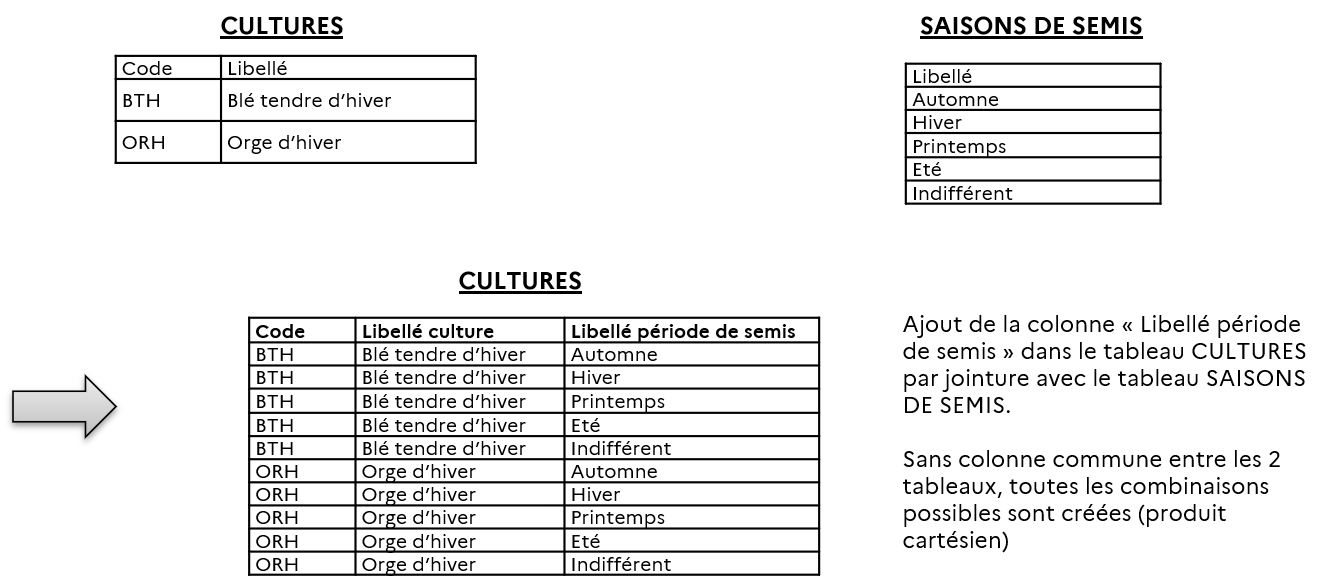 CULTURES
Code Libellé
BTH Blé tendre d’hiver
ORH Orge d’hiver
SAISONS DE SEMIS
Libellé
Automne
Hiver
Printemps
Eté
Indifférent
CULTURES
Code Libellé culture Libellé période de semis
BTH Blé tendre d’hiver Automne
BTH Blé tendre d’hiver Hiver
BTH Blé tendre d’hiver Printemps
BTH Blé tendre d’hiver Eté
BTH Blé tendre d’hiver Indifférent
ORH Orge d’hiver Automne
ORH Orge d’hiver Hiver
ORH Orge d’hiver Printemps
ORH Orge d’hiver Eté
ORH Orge d’hiver Indifférent
Ajout de la colonne « Libellé période
de semis » dans le tableau CULTURES
par jointure avec le tableau SAISONS
DE SEMIS.
Sans colonne commune entre les 2
tableaux, toutes les combinaisons
possibles sont créées (produit
cartésien)